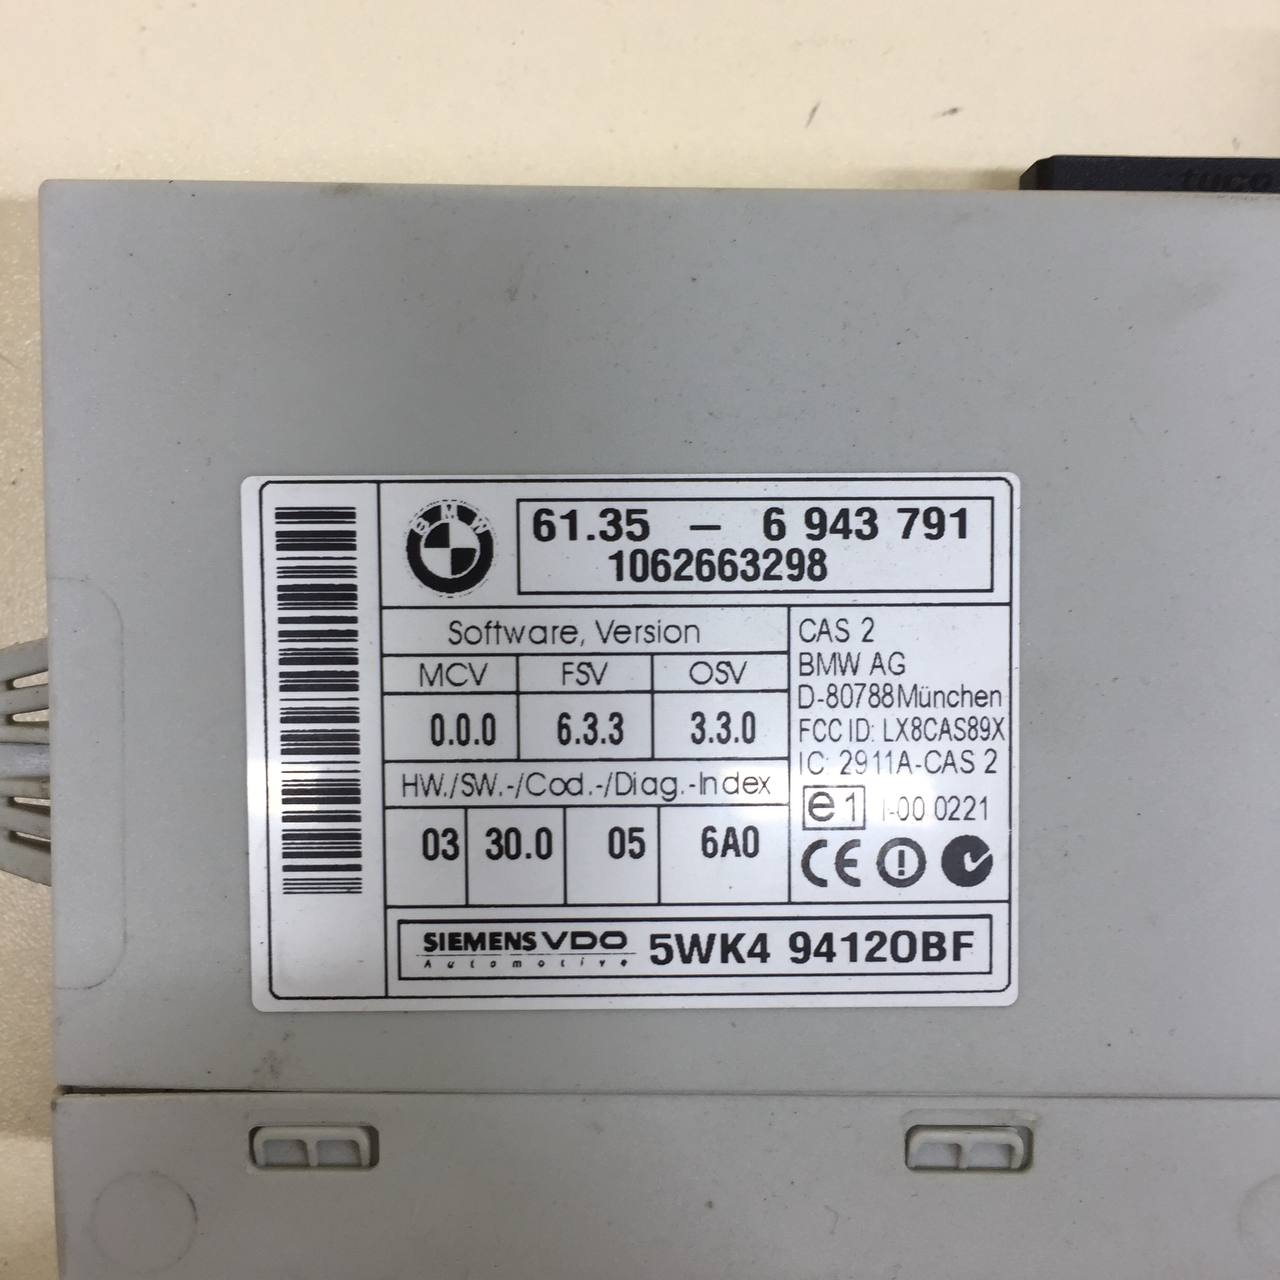 tyco
BMW
61.35 - 6 943 791
1062663298
Software, Version
MCV FSV OSV
0.0.0 6.3.3 3.3.0
HW./SW.-/Cod.-/Diag.-Index
03 30.0 05 6A0
CAS 2
BMW AG
D-80788 München
FCC ID: LX8CAS89X
IC: 2911A-CAS 2
e1 I-00 0221
CE
SIEMENS VDO
Automotive
5WK4 94120BF